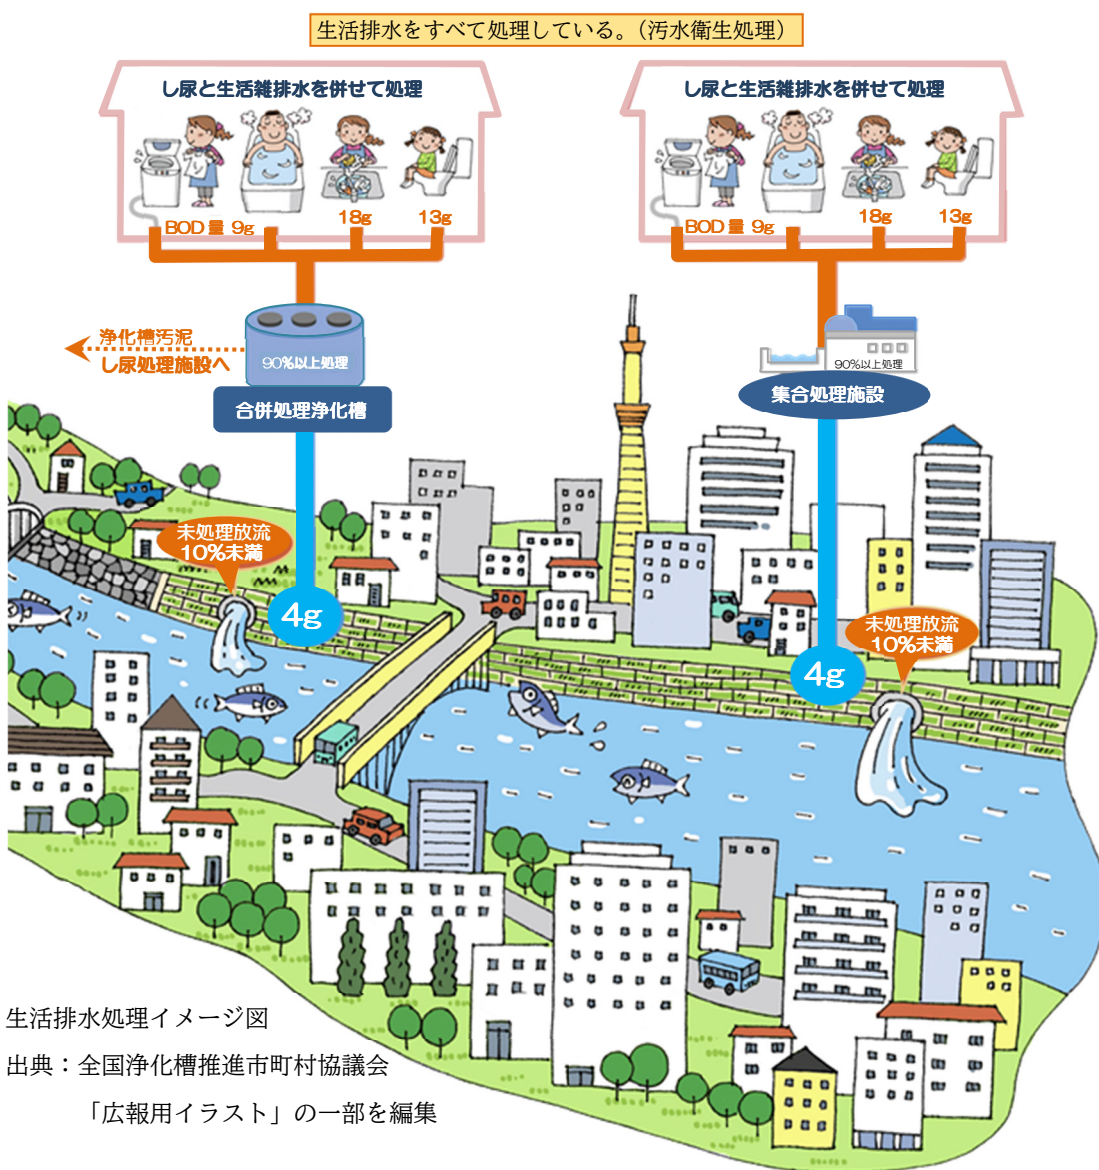 生活排水をすべて処理している。（汚水衛生処理）
し尿と生活雑排水を併せて処理
BOD量 9g
18g
13g
浄化槽汚泥
し尿処理施設へ
90%以上処理
合併処理浄化槽
未処理放流
10%未満
4g
し尿と生活雑排水を併せて処理
BOD量 9g
18g
13g
90%以上処理
集合処理施設
未処理放流
10%未満
4g
生活排水処理イメージ図
出典：全国浄化槽推進市町村協議会
「広報用イラスト」の一部を編集